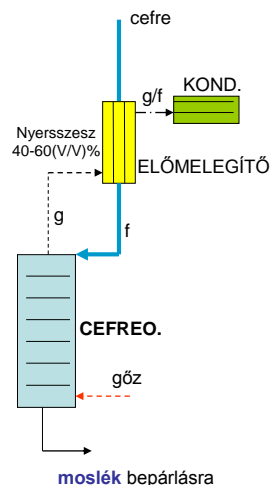 cefre
g/f
KOND.
Nyersszesz
40-60(V/V)%
ELŐMELEGÍTŐ
g
f
CEFREO.
gőz
moslék bepárlásra